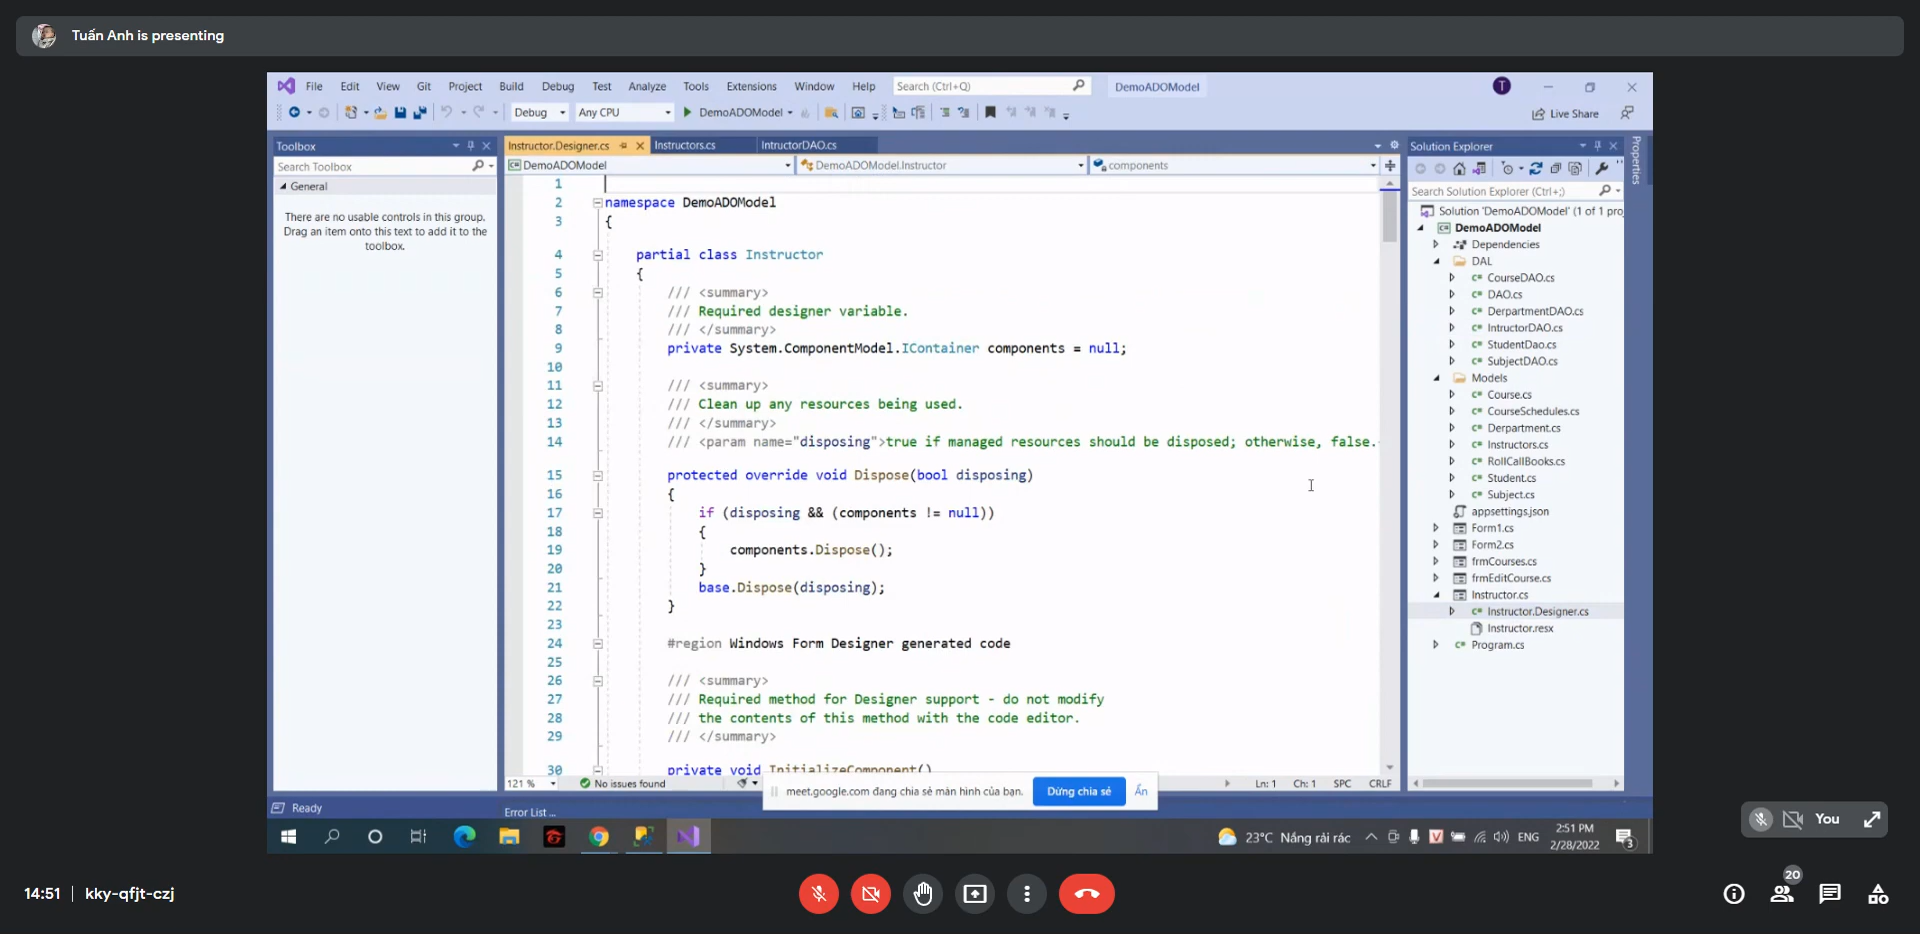 Tuấn Anh is presenting
File Edit View Git Project Build Debug Test Analyze Tools Extensions Window Help Search (Ctrl+Q) DemoADOModel T
Debug Any CPU DemoADOModel Live Share
Toolbox
Search Toolbox
General
There are no usable controls in this group.
Drag an item onto this text to add it to the
toolbox.
Instructor.Designer.cs Instructors.cs IntructorDAO.cs
DemoADOModel DemoADOModel.Instructor components
1
2 namespace DemoADOModel
3 {
4 partial class Instructor
5 {
6 /// <summary>
7 /// Required designer variable.
8 /// </summary>
9 private System.ComponentModel.IContainer components = null;
10
11 /// <summary>
12 /// Clean up any resources being used.
13 /// </summary>
14 /// <param name="disposing">true if managed resources should be disposed; otherwise, false.
15 protected override void Dispose(bool disposing)
16 {
17 if (disposing && (components != null))
18 {
19 components.Dispose();
20 }
21 base.Dispose(disposing);
22 }
23
24 #region Windows Form Designer generated code
25
26 /// <summary>
27 /// Required method for Designer support - do not modify
28 /// the contents of this method with the code editor.
29 /// </summary>
30 private void InitializeComponent()
121 % No issues found Ln: 1 Ch: 1 SPC CRLF
Solution Explorer
Search Solution Explorer (Ctrl+;)
Solution 'DemoADOModel' (1 of 1 pro
DemoADOModel
Dependencies
DAL
CourseDAO.cs
DAO.cs
DerpartmentDAO.cs
IntructorDAO.cs
StudentDao.cs
SubjectDAO.cs
Models
Course.cs
CourseSchedules.cs
Derpartment.cs
Instructors.cs
RollCallBooks.cs
Student.cs
Subject.cs
appsettings.json
Form1.cs
Form2.cs
frmCourses.cs
frmEditCourse.cs
Instructor.cs
Instructor.Designer.cs
Instructor.resx
Program.cs
Properties
meet.google.com đang chia sẻ màn hình của bạn. Dừng chia sẻ Ẩn
Ready
Error List ...
23°C Nắng rải rác V ENG 2:51 PM
2/28/2022 3
You
14:51 | kky-qfjt-czj
20